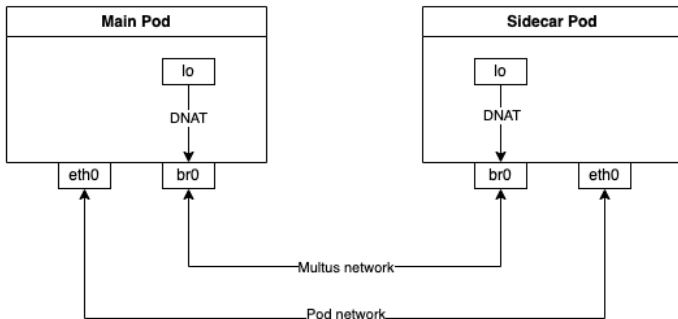 Main Pod
Sidecar Pod
lo
lo
DNAT
DNAT
eth0
br0
br0
eth0
Multus network
Pod network